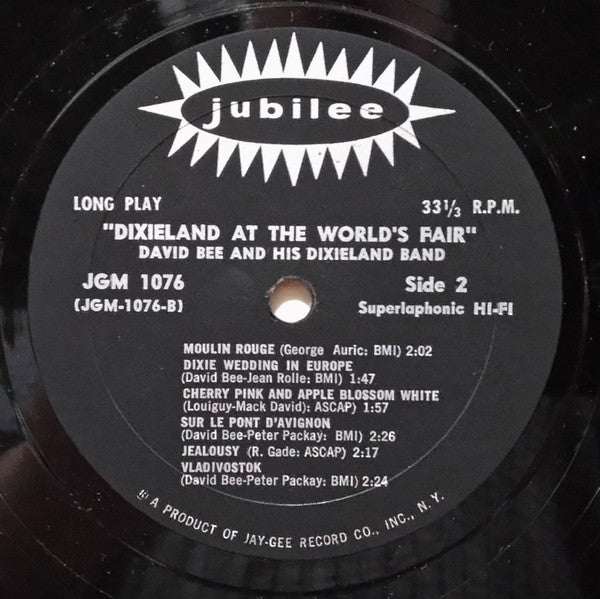 jubilee
LONG PLAY 33⅓ R.P.M.
"DIXIELAND AT THE WORLD'S FAIR"
DAVID BEE AND HIS DIXIELAND BAND
JGM 1076 Side 2
(JGM-1076-B) Superlaphonic HI-FI
MOULIN ROUGE (George Auric: BMI) 2:02
DIXIE WEDDING IN EUROPE
(David Bee-Jean Rolle: BMI) 1:47
CHERRY PINK AND APPLE BLOSSOM WHITE
(Louiguy-Mack David): ASCAP) 1:57
SUR LE PONT D'AVIGNON
(David Bee-Peter Packay: BMI) 2:26
JEALOUSY (R. Gade: ASCAP) 2:17
VLADIVOSTOK
(David Bee-Peter Packay: BMI) 2:24
A PRODUCT OF JAY-GEE RECORD CO., INC., N. Y.